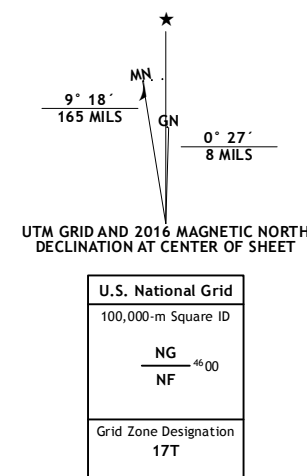 ★
MN
GN
9° 18´
165 MILS
0° 27´
8 MILS
UTM GRID AND 2016 MAGNETIC NORTH
DECLINATION AT CENTER OF SHEET
U.S. National Grid
100,000-m Square ID
NG
4600
NF
Grid Zone Designation
17T